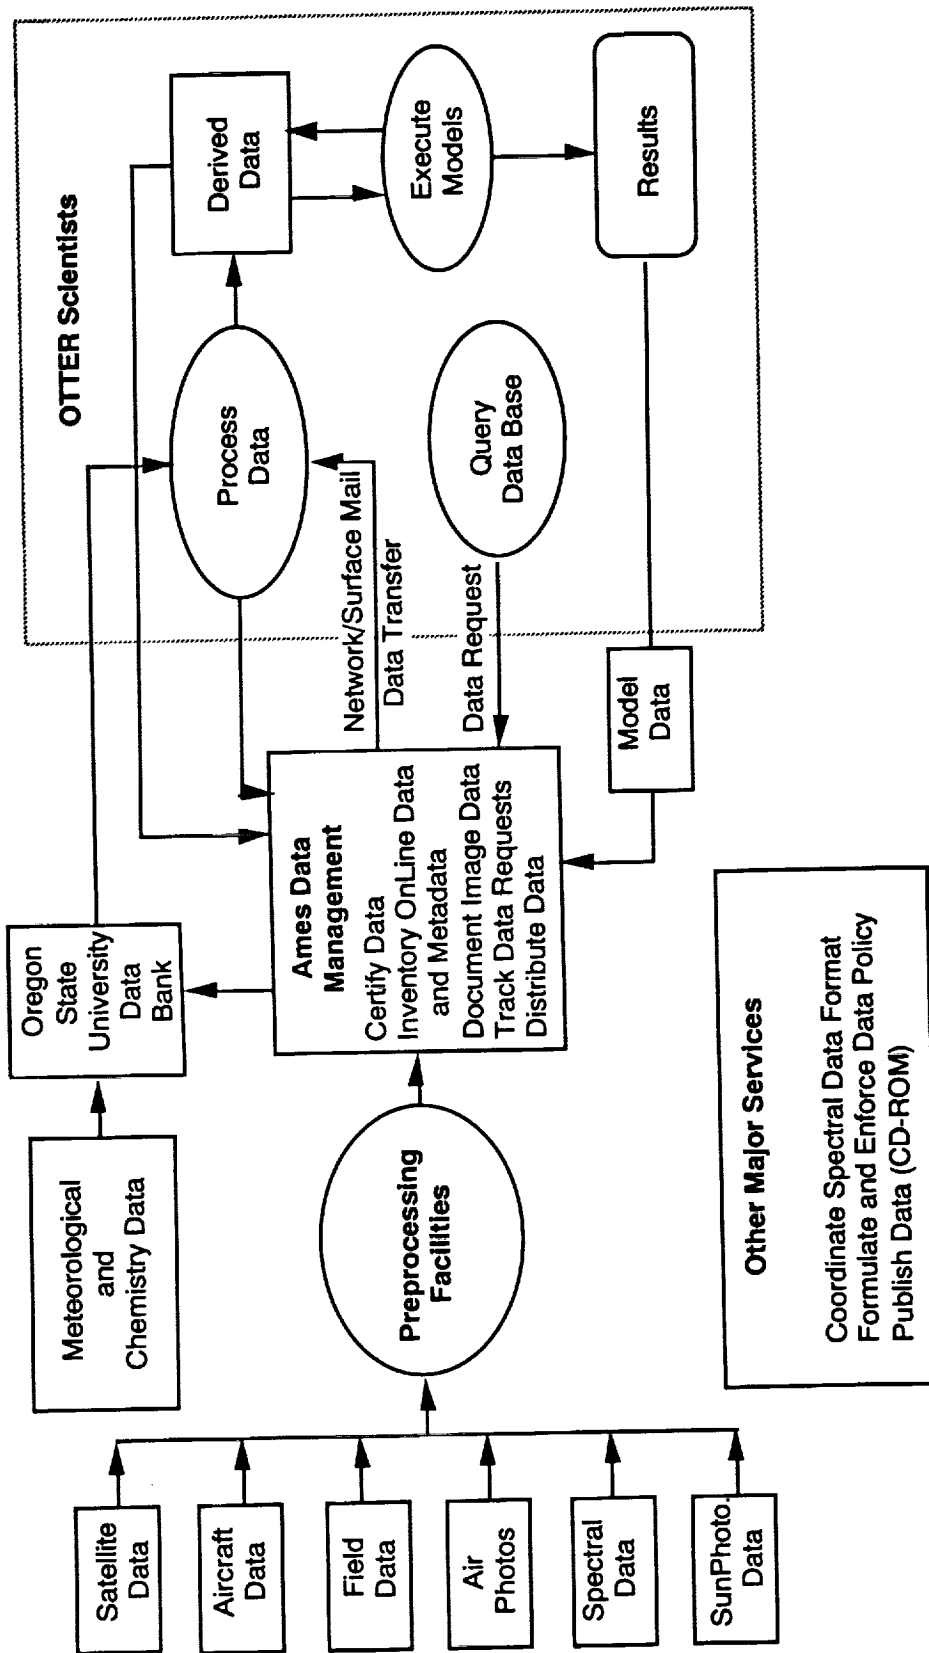 OTTER Scientists
Meteorological
and
Chemistry Data
Oregon
State
University
Data
Bank
Process
Data
Derived
Data
Satellite
Data
Aircraft
Data
Field
Data
Air
Photos
Spectral
Data
SunPhoto.
Data
Preprocessing
Facilities
Ames Data
Management
Certify Data
Inventory OnLine Data
and Metadata
Document Image Data
Track Data Requests
Distribute Data
Network/Surface Mail
Data Transfer
Data Request
Query
Data Base
Execute
Models
Model
Data
Results
Other Major Services
Coordinate Spectral Data Format
Formulate and Enforce Data Policy
Publish Data (CD-ROM)